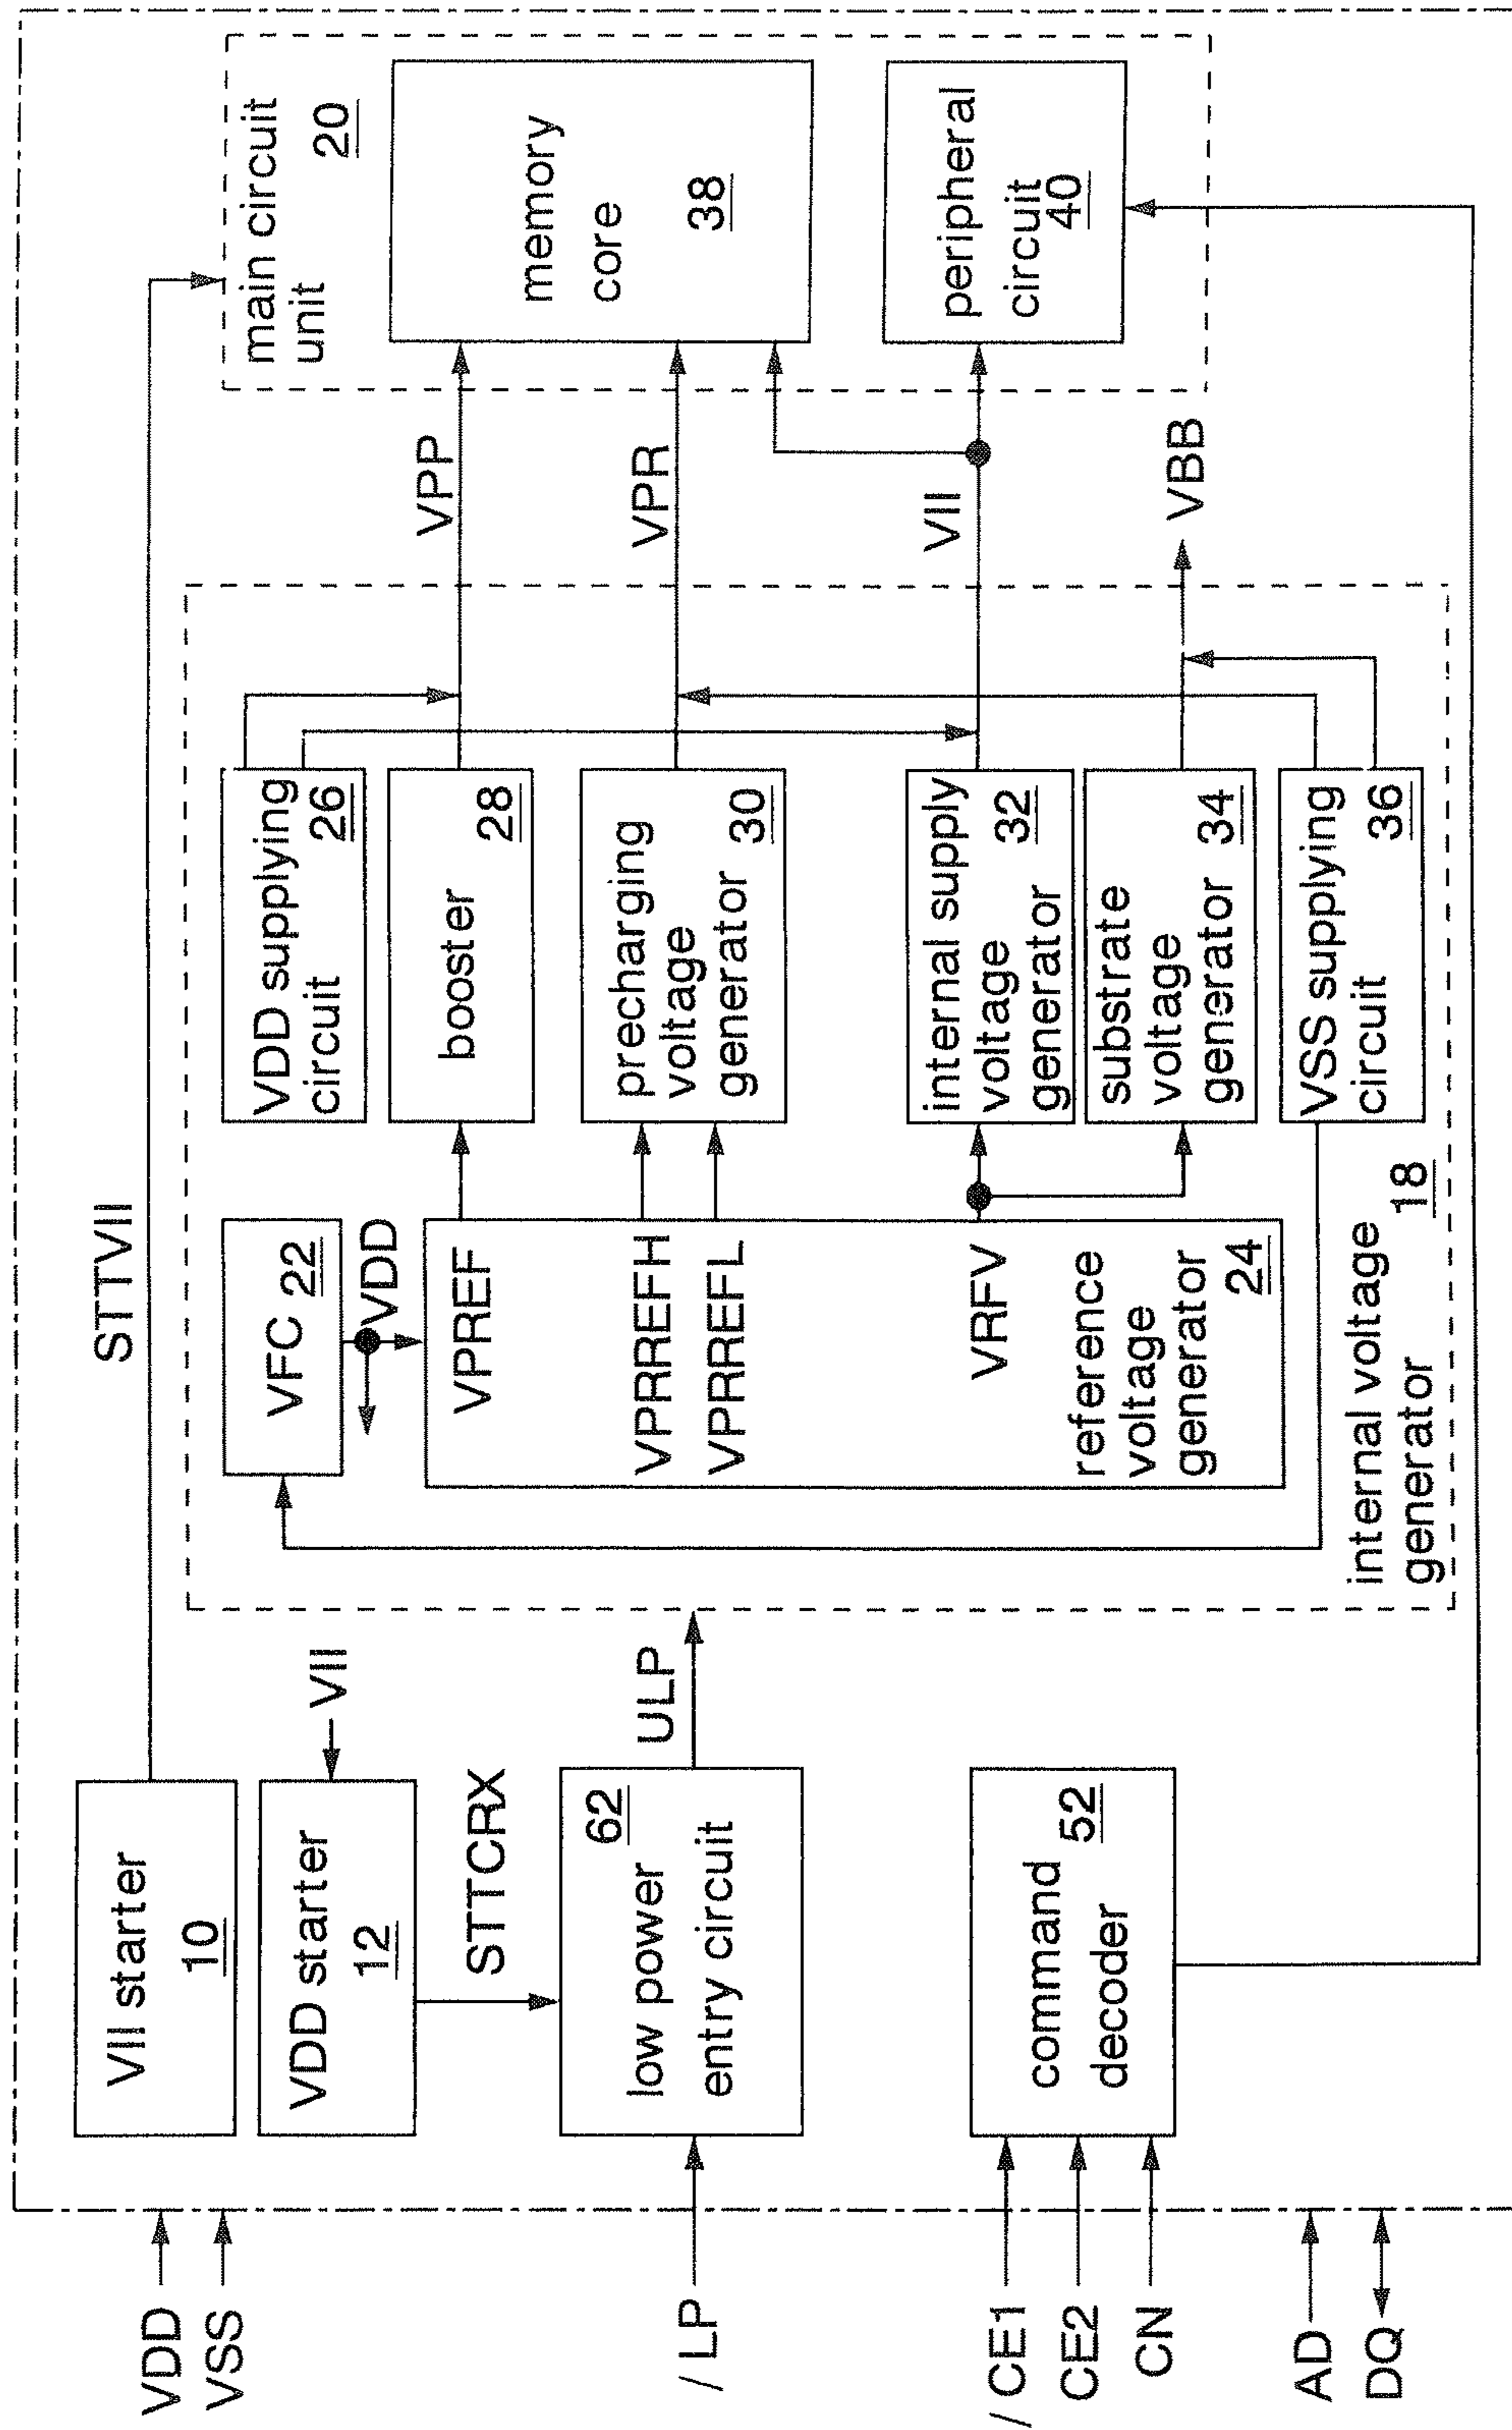 VDD
VSS
/ LP
/ CE1
CE2
CN
AD
DQ
VII starter
10
VDD starter
12
VII
STTCRX
62
low power
entry circuit
ULP
command
decoder 52
STTVII
VFC 22
VDD
VPREF
VPRREFH
VPRREFL
VRFV
reference
voltage
generator 24
internal voltage
generator 18
VDD supplying
circuit 26
booster 28
precharging
voltage
generator 30
internal supply
voltage 32
generator
substrate
voltage
generator 34
VSS supplying
circuit 36
VPP
VPR
VII
VBB
main circuit
unit 20
memory
core 38
peripheral
circuit
40